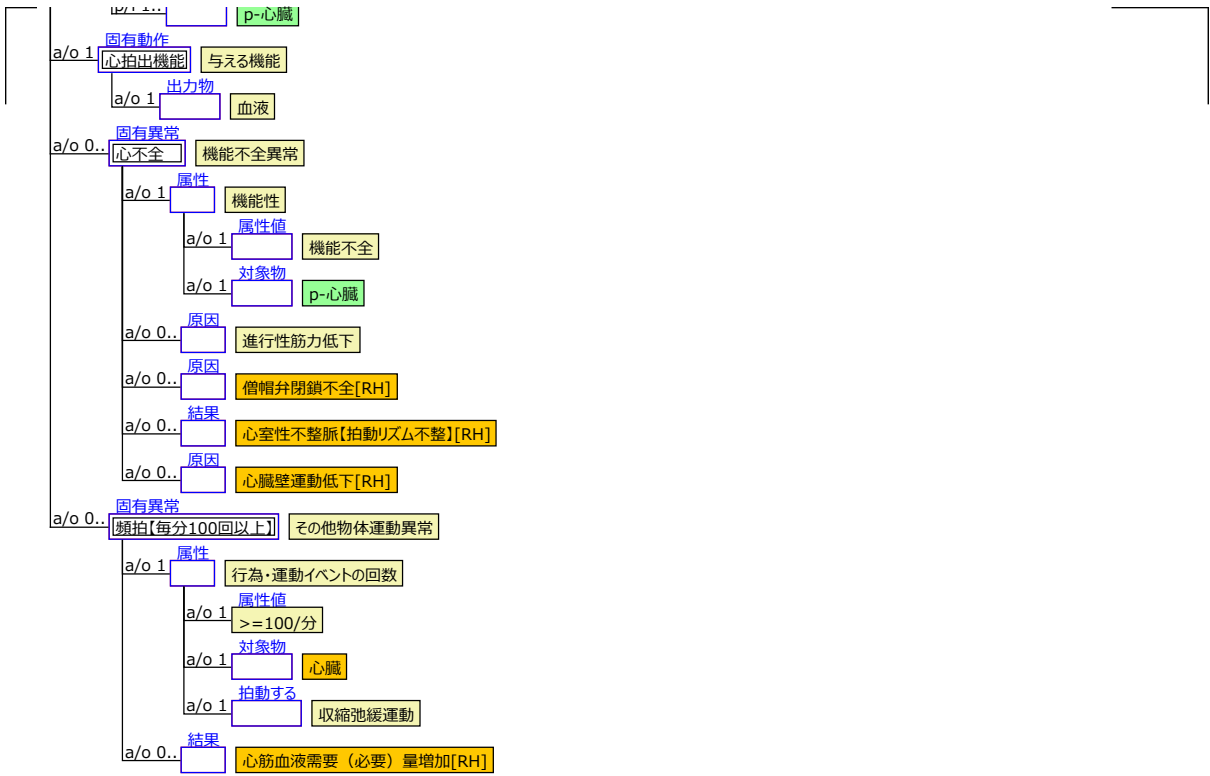 p/i 1..
p-心臓
固有動作
a/o 1 心拍出機能 与える機能
出力物
a/o 1 血液
固有異常
a/o 0.. 心不全 機能不全異常
属性
a/o 1 機能性
属性値
a/o 1 機能不全
対象物
a/o 1 p-心臓
原因
a/o 0.. 進行性筋力低下
原因
a/o 0.. 僧帽弁閉鎖不全[RH]
結果
a/o 0.. 心室性不整脈【拍動リズム不整】[RH]
原因
a/o 0.. 心臓壁運動低下[RH]
固有異常
a/o 0.. 頻拍【毎分100回以上】 その他物体運動異常
属性
a/o 1 行為・運動イベントの回数
属性値
a/o 1 >=100/分
対象物
a/o 1 心臓
拍動する
a/o 1 収縮弛緩運動
結果
a/o 0.. 心筋血液需要（必要）量増加[RH]